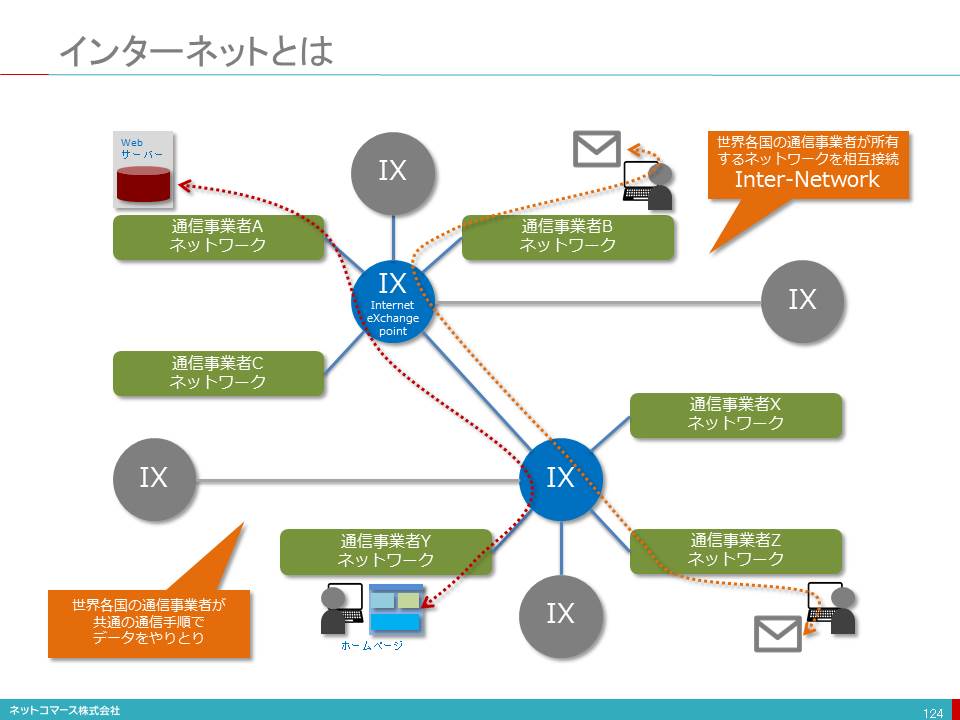 インターネットとは
Web
サーバー
IX
世界各国の通信事業者が所有
するネットワークを相互接続
Inter-Network
通信事業者A
ネットワーク
通信事業者B
ネットワーク
IX
Internet
eXchange
point
IX
通信事業者C
ネットワーク
通信事業者X
ネットワーク
IX
IX
通信事業者Y
ネットワーク
通信事業者Z
ネットワーク
世界各国の通信事業者が
共通の通信手順で
データをやりとり
IX
ホームページ
ネットコマース株式会社
124